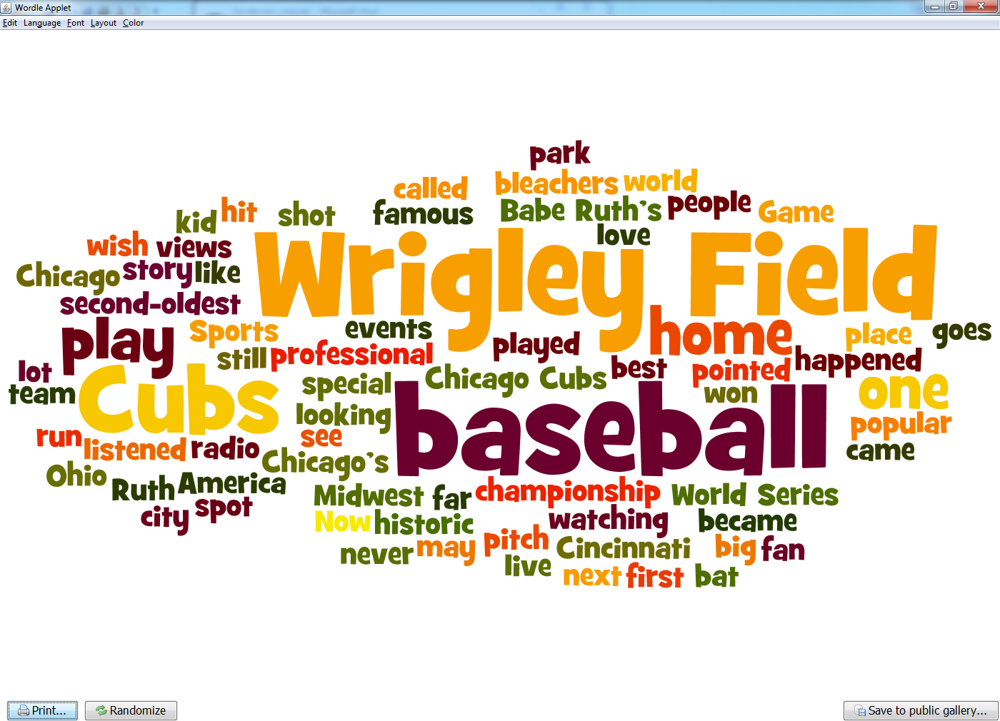 Wordle Applet
Edit Language Font Layout Color
park
called bleachers world
kid hit shot famous Babe Ruth's people Game
wish views love
Wrigley Field
Chicago story like
second-oldest
play Sports events played home place goes
still professional
lot best pointed happened
team Cubs special Chicago Cubs won one
looking baseball popular
run listened radio see came
Chicago's
Ohio Ruth America Midwest far championship World Series
city spot Now historic watching became
never may pitch Cincinnati big fan
live next first bat
Print... Randomize Save to public gallery...